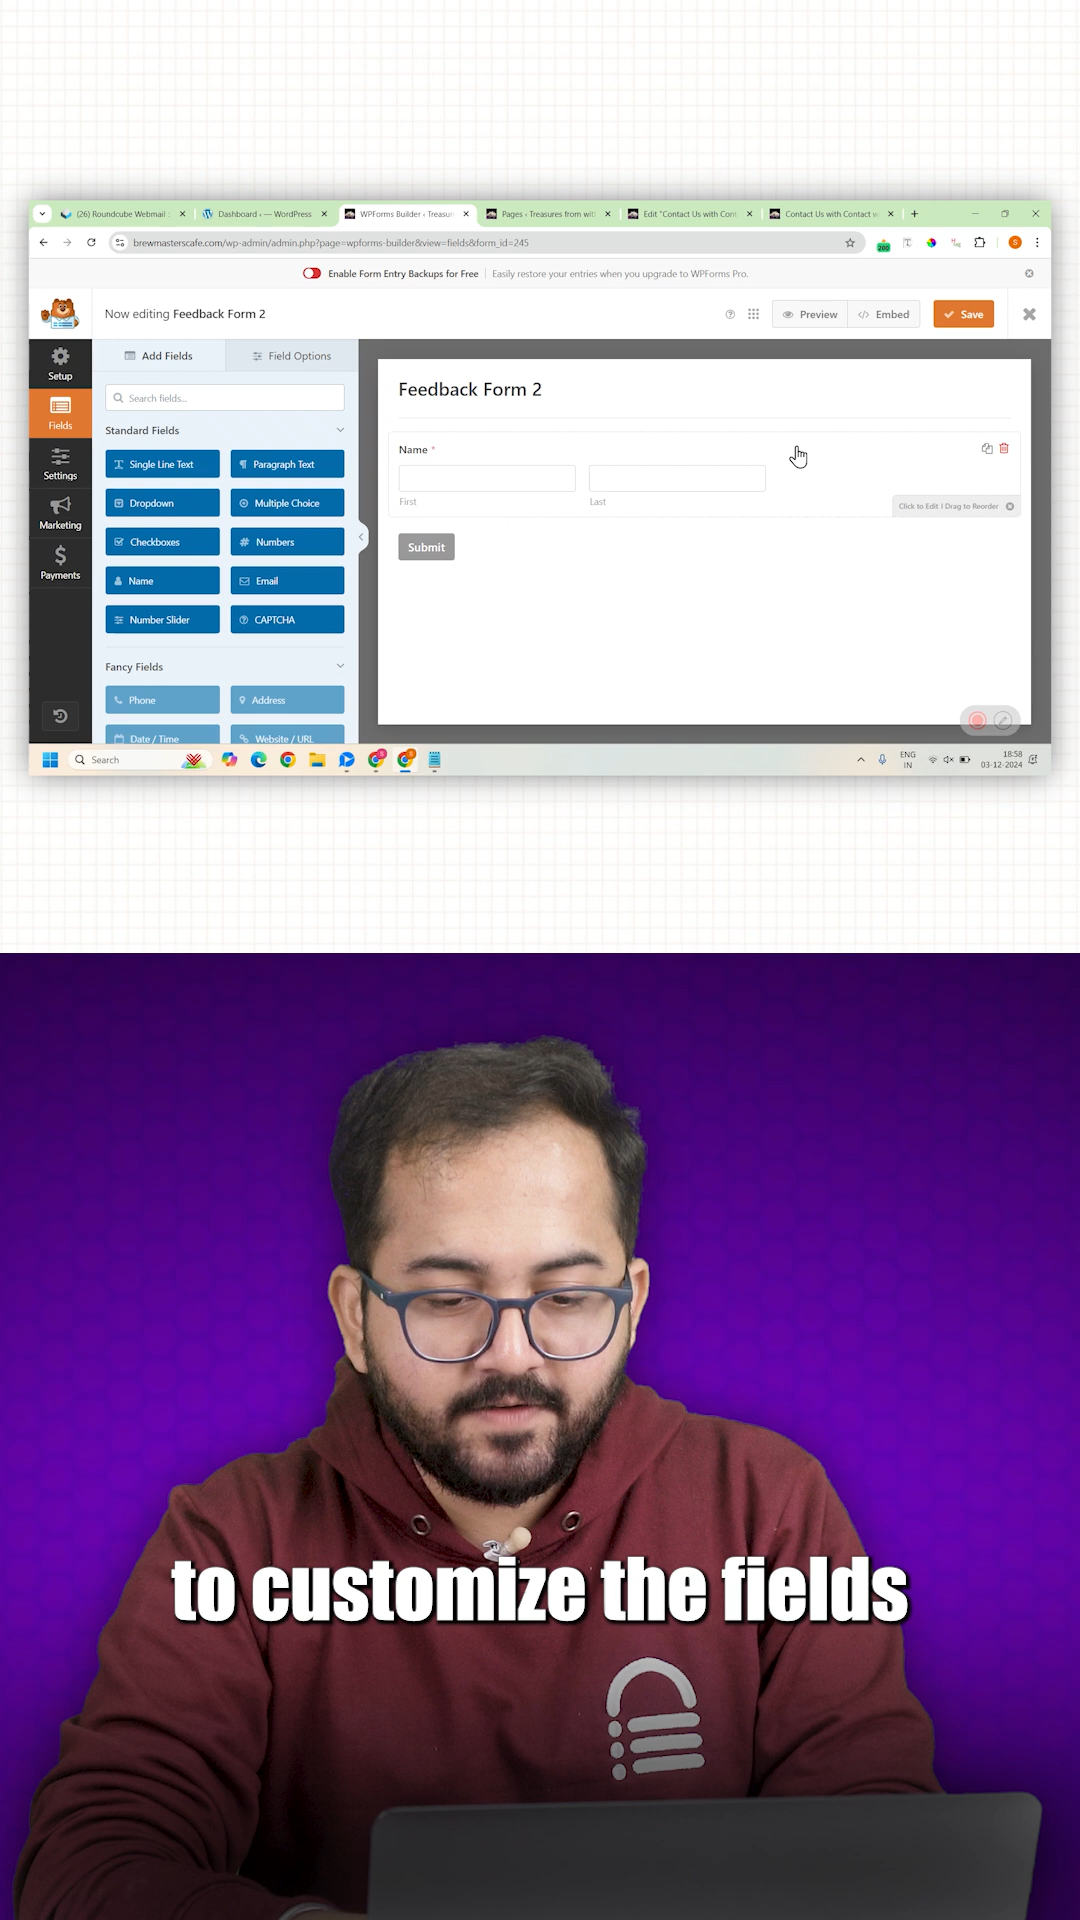 (26) Roundcube Webmail :
Dashboard ‹ — WordPress
WPForms Builder ‹ Treasur
Pages ‹ Treasures from wit
Edit "Contact Us with Cont
Contact Us with Contact w
brewmasterscafe.com/wp-admin/admin.php?page=wpforms-builder&view=fields&form_id=245
200
S
Enable Form Entry Backups for Free
Easily restore your entries when you upgrade to WPForms Pro.
Now editing Feedback Form 2
Preview
Embed
Save
Setup
Fields
Settings
Marketing
Payments
Add Fields
Field Options
Search fields...
Standard Fields
Single Line Text
Paragraph Text
Dropdown
Multiple Choice
Checkboxes
Numbers
Name
Email
Number Slider
CAPTCHA
Fancy Fields
Phone
Address
Date / Time
Website / URL
Feedback Form 2
Name *
First
Last
Click to Edit | Drag to Reorder
Submit
Search
ENG
IN
18:58
03-12-2024
to customize the fields